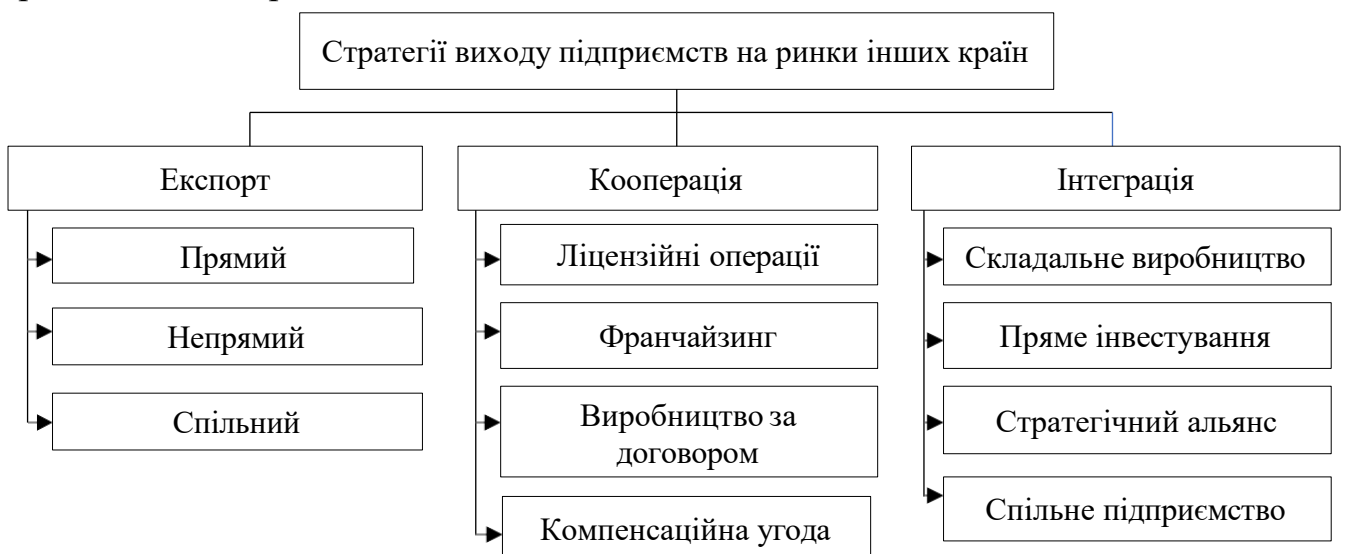 Стратегії виходу підприємств на ринки інших країн
Експорт
Прямий
Непрямий
Спільний
Кооперація
Ліцензійні операції
Франчайзинг
Виробництво за
договором
Компенсаційна угода
Інтеграція
Складальне виробництво
Пряме інвестування
Стратегічний альянс
Спільне підприємство